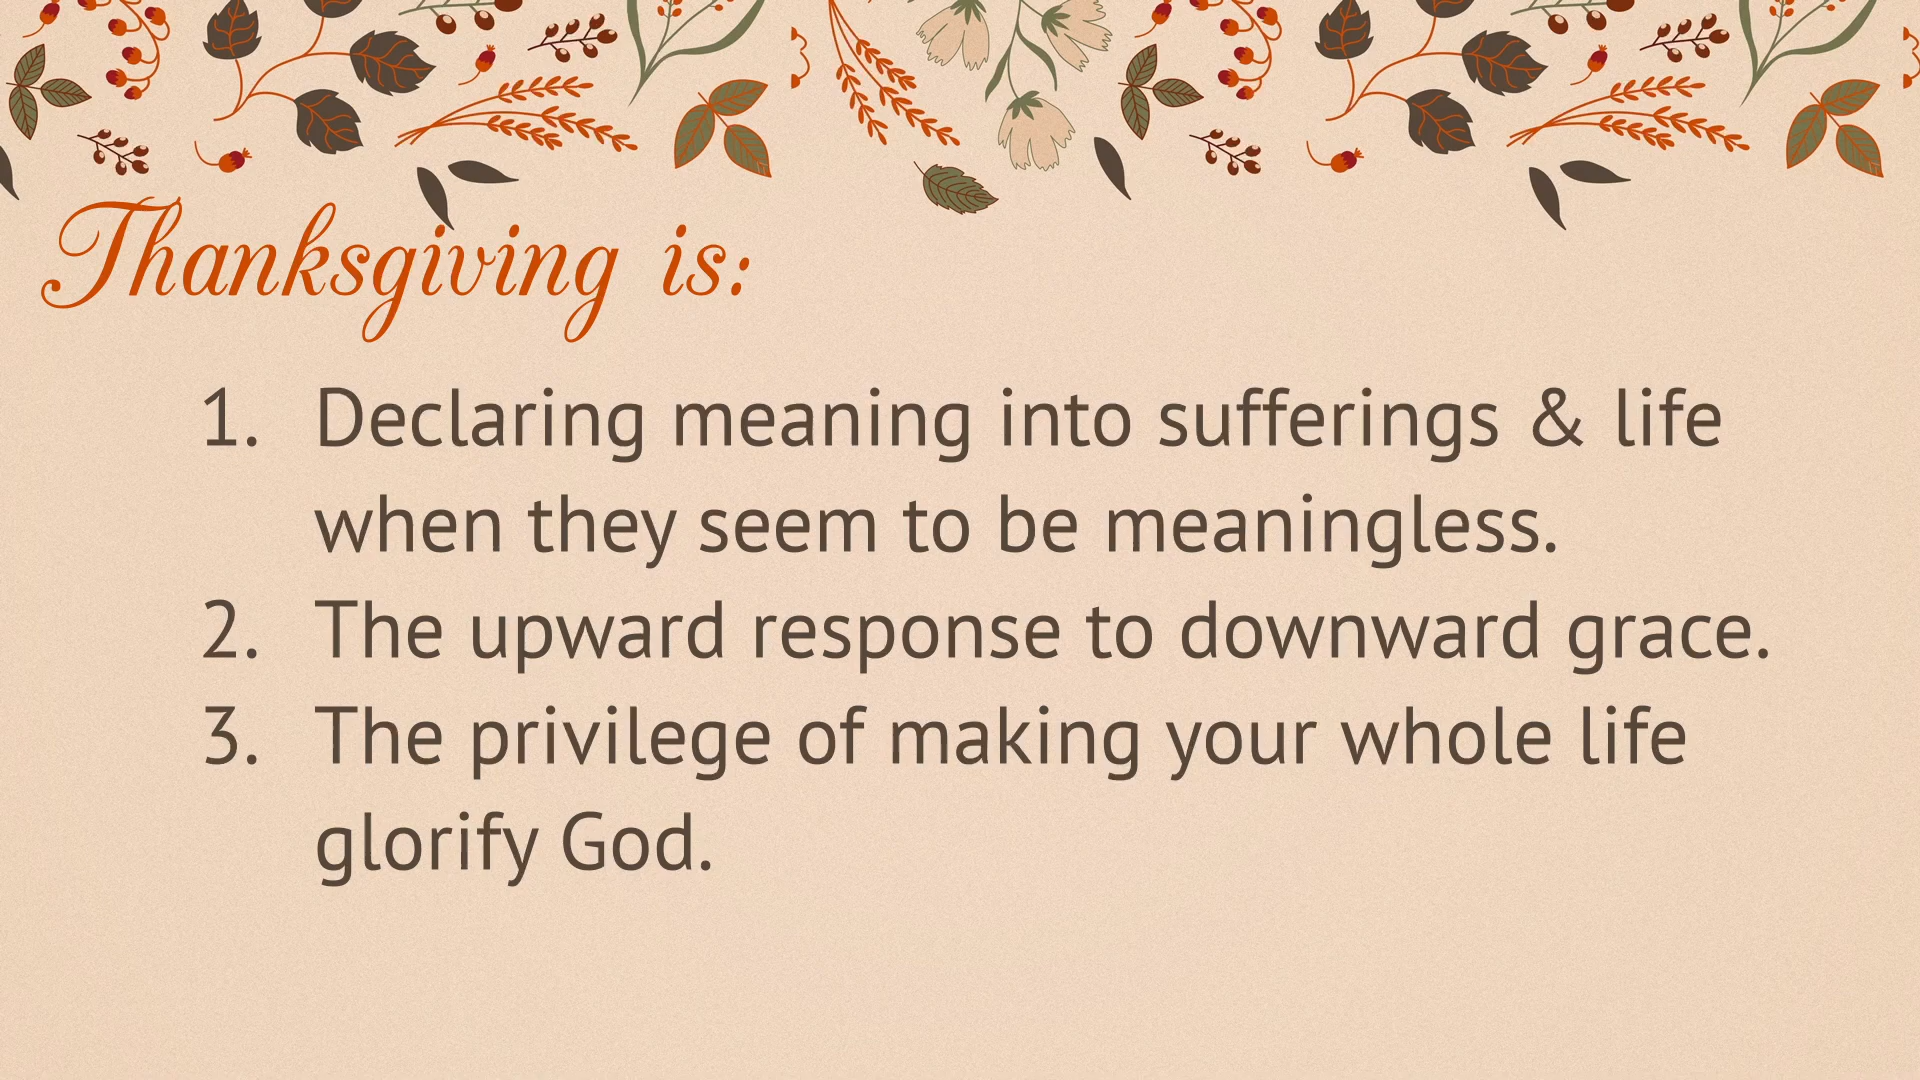 Thanksgiving is:
1. Declaring meaning into sufferings & life
when they seem to be meaningless.
2. The upward response to downward grace.
3. The privilege of making your whole life
glorify God.